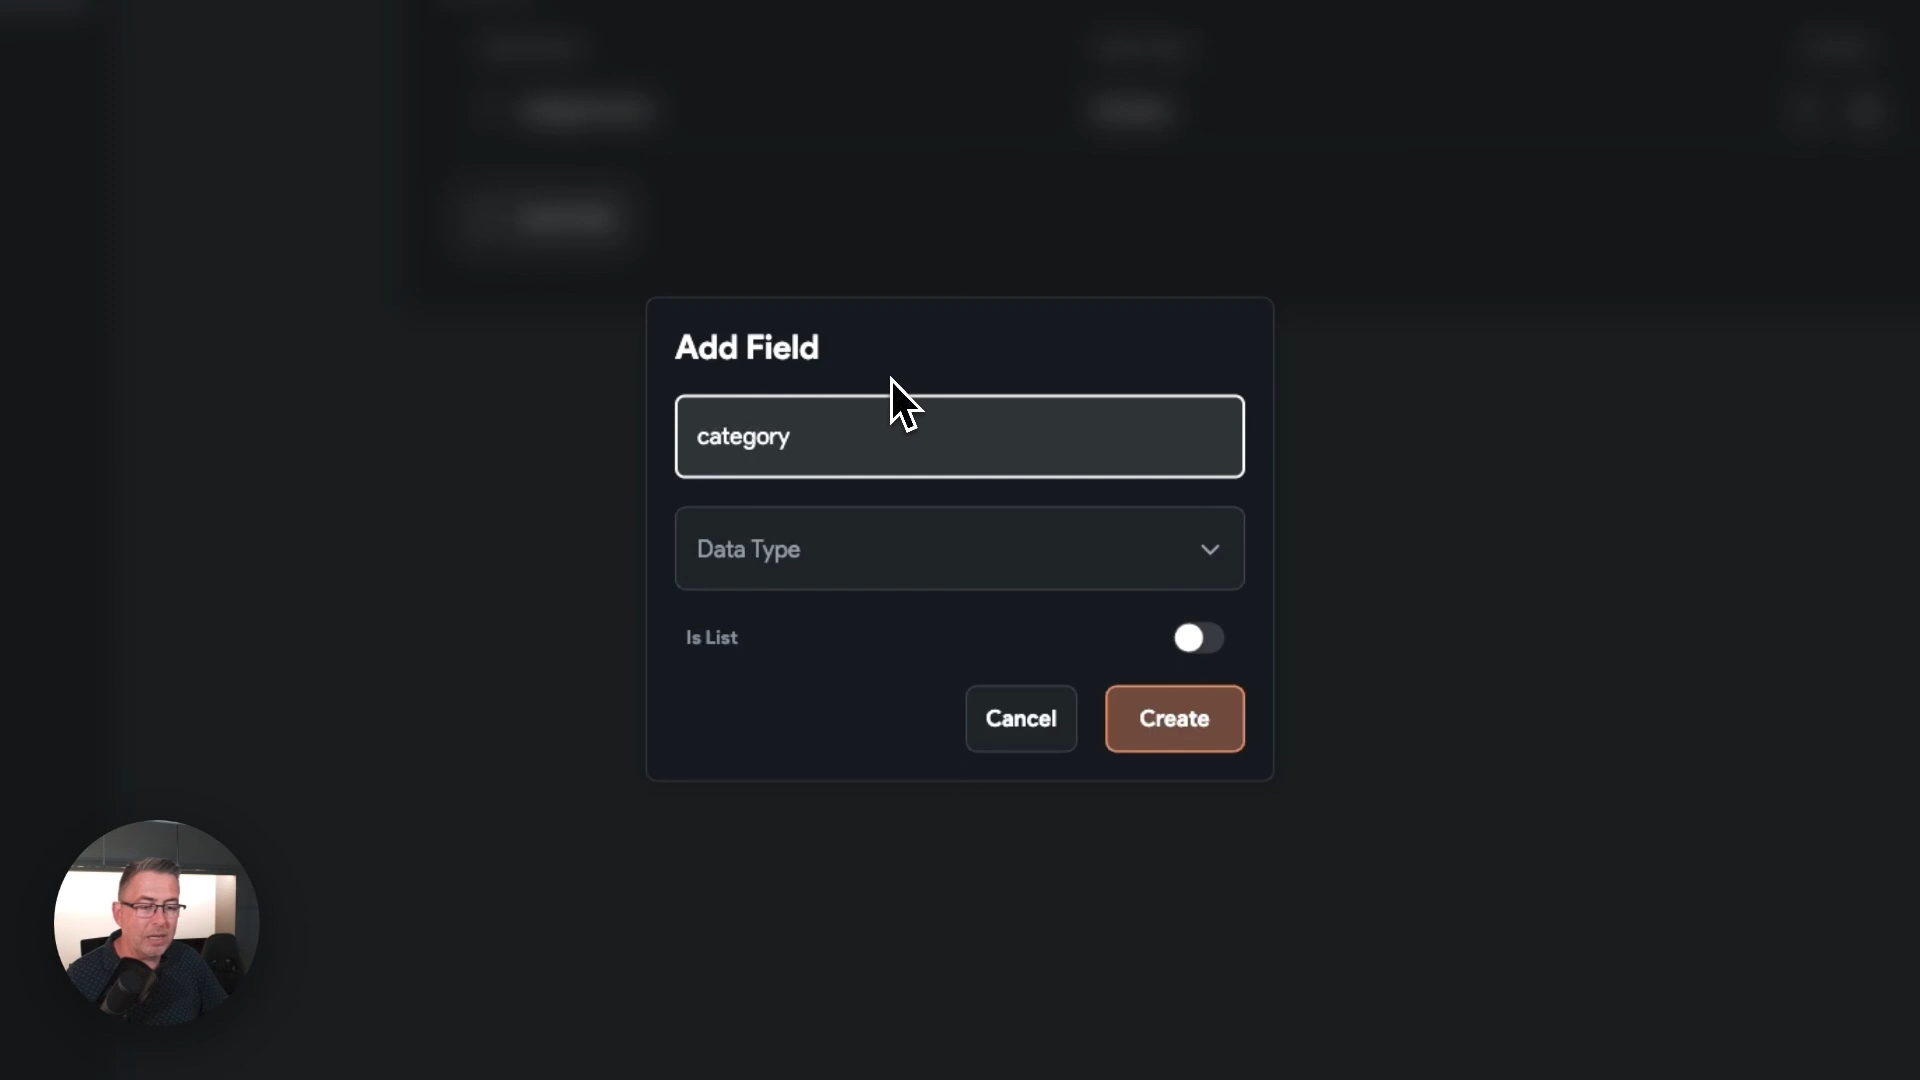 Add Field
category
Data Type
Is List
Cancel Create